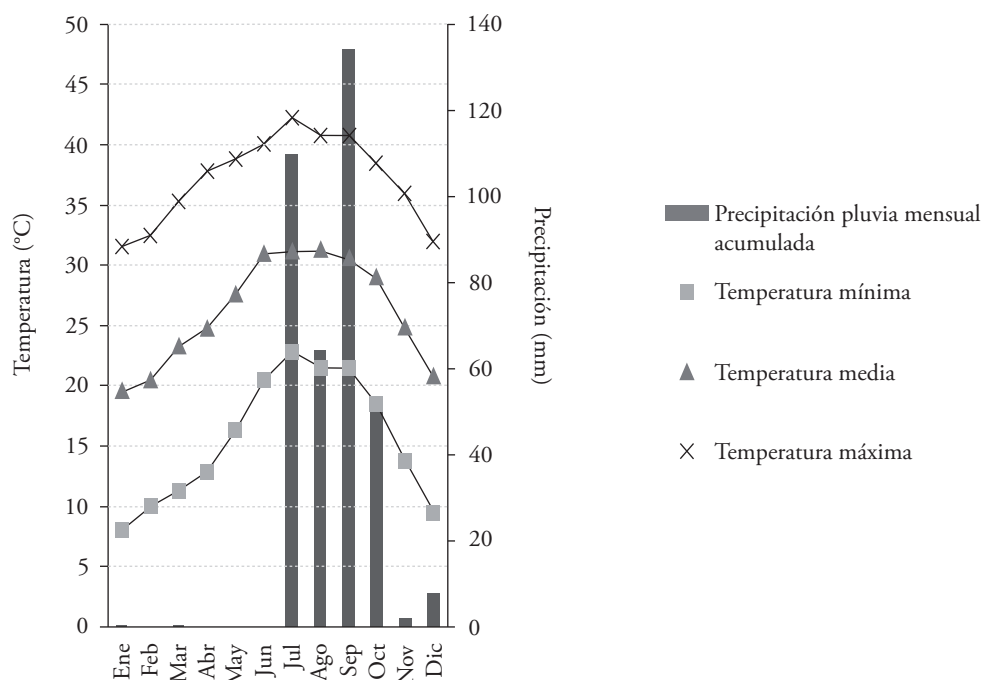 50
45
40
35
30
25
20
15
10
5
0
Temperatura (°C)
140
120
100
80
60
40
20
0
Precipitación (mm)
Ene
Feb
Mar
Abr
May
Jun
Jul
Ago
Sep
Oct
Nov
Dic
Precipitación pluvia mensual
acumulada
Temperatura mínima
Temperatura media
Temperatura máxima